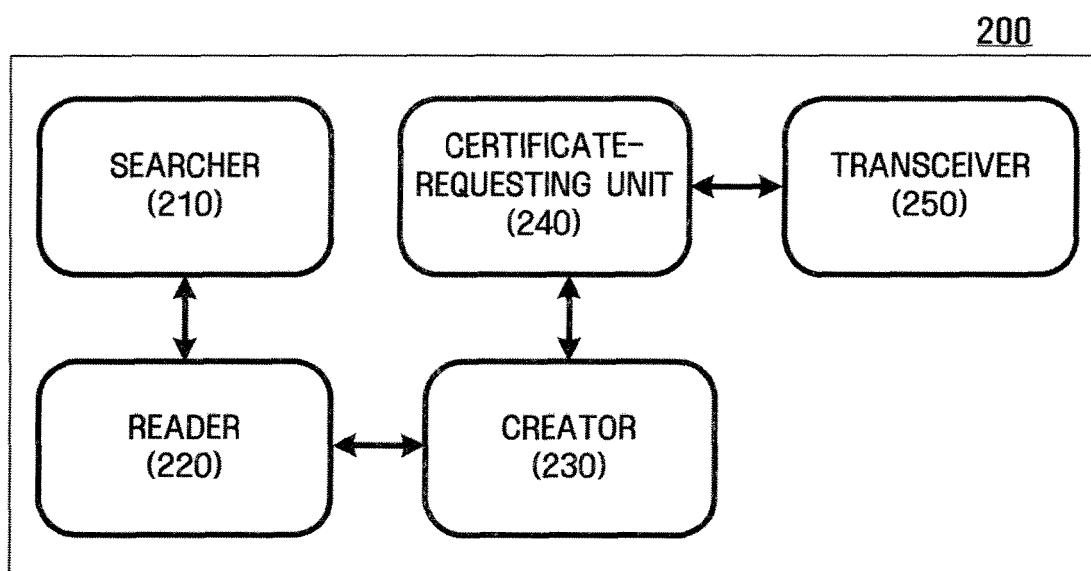 200
SEARCHER
(210)
CERTIFICATE-
REQUESTING UNIT
(240)
TRANSCEIVER
(250)
READER
(220)
CREATOR
(230)